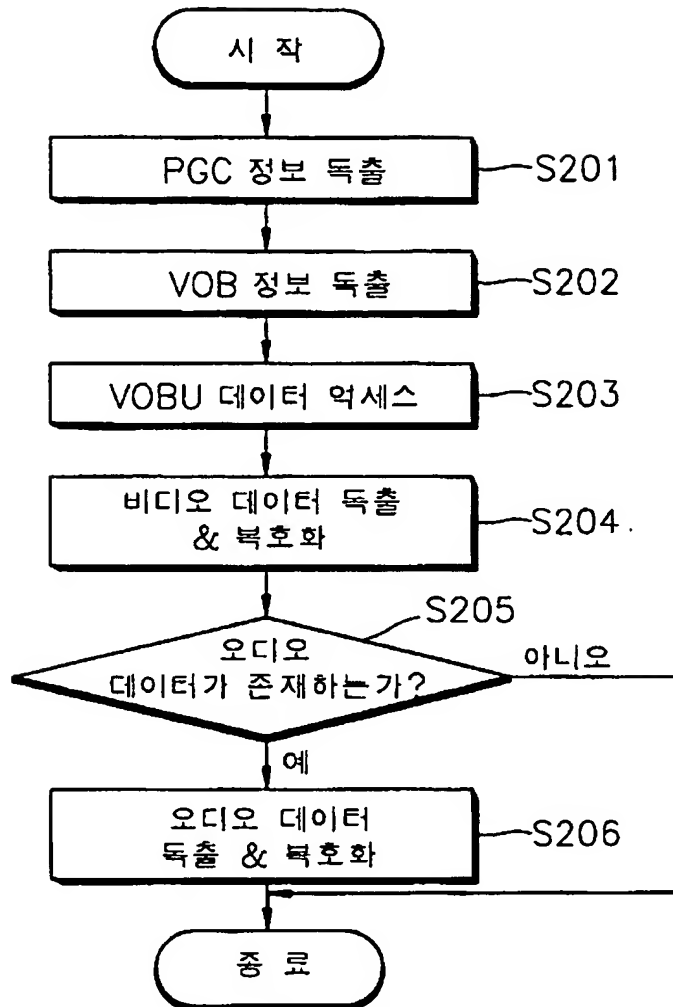 시 작
PGC 정보 독출
S201
VOB 정보 독출
S202
VOBU 데이터 억세스
S203
비디오 데이터 독출
& 복호화
S204
S205
오디오
데이터가 존재하는가?
아니오
예
오디오 데이터
독출 & 복호화
S206
종 료